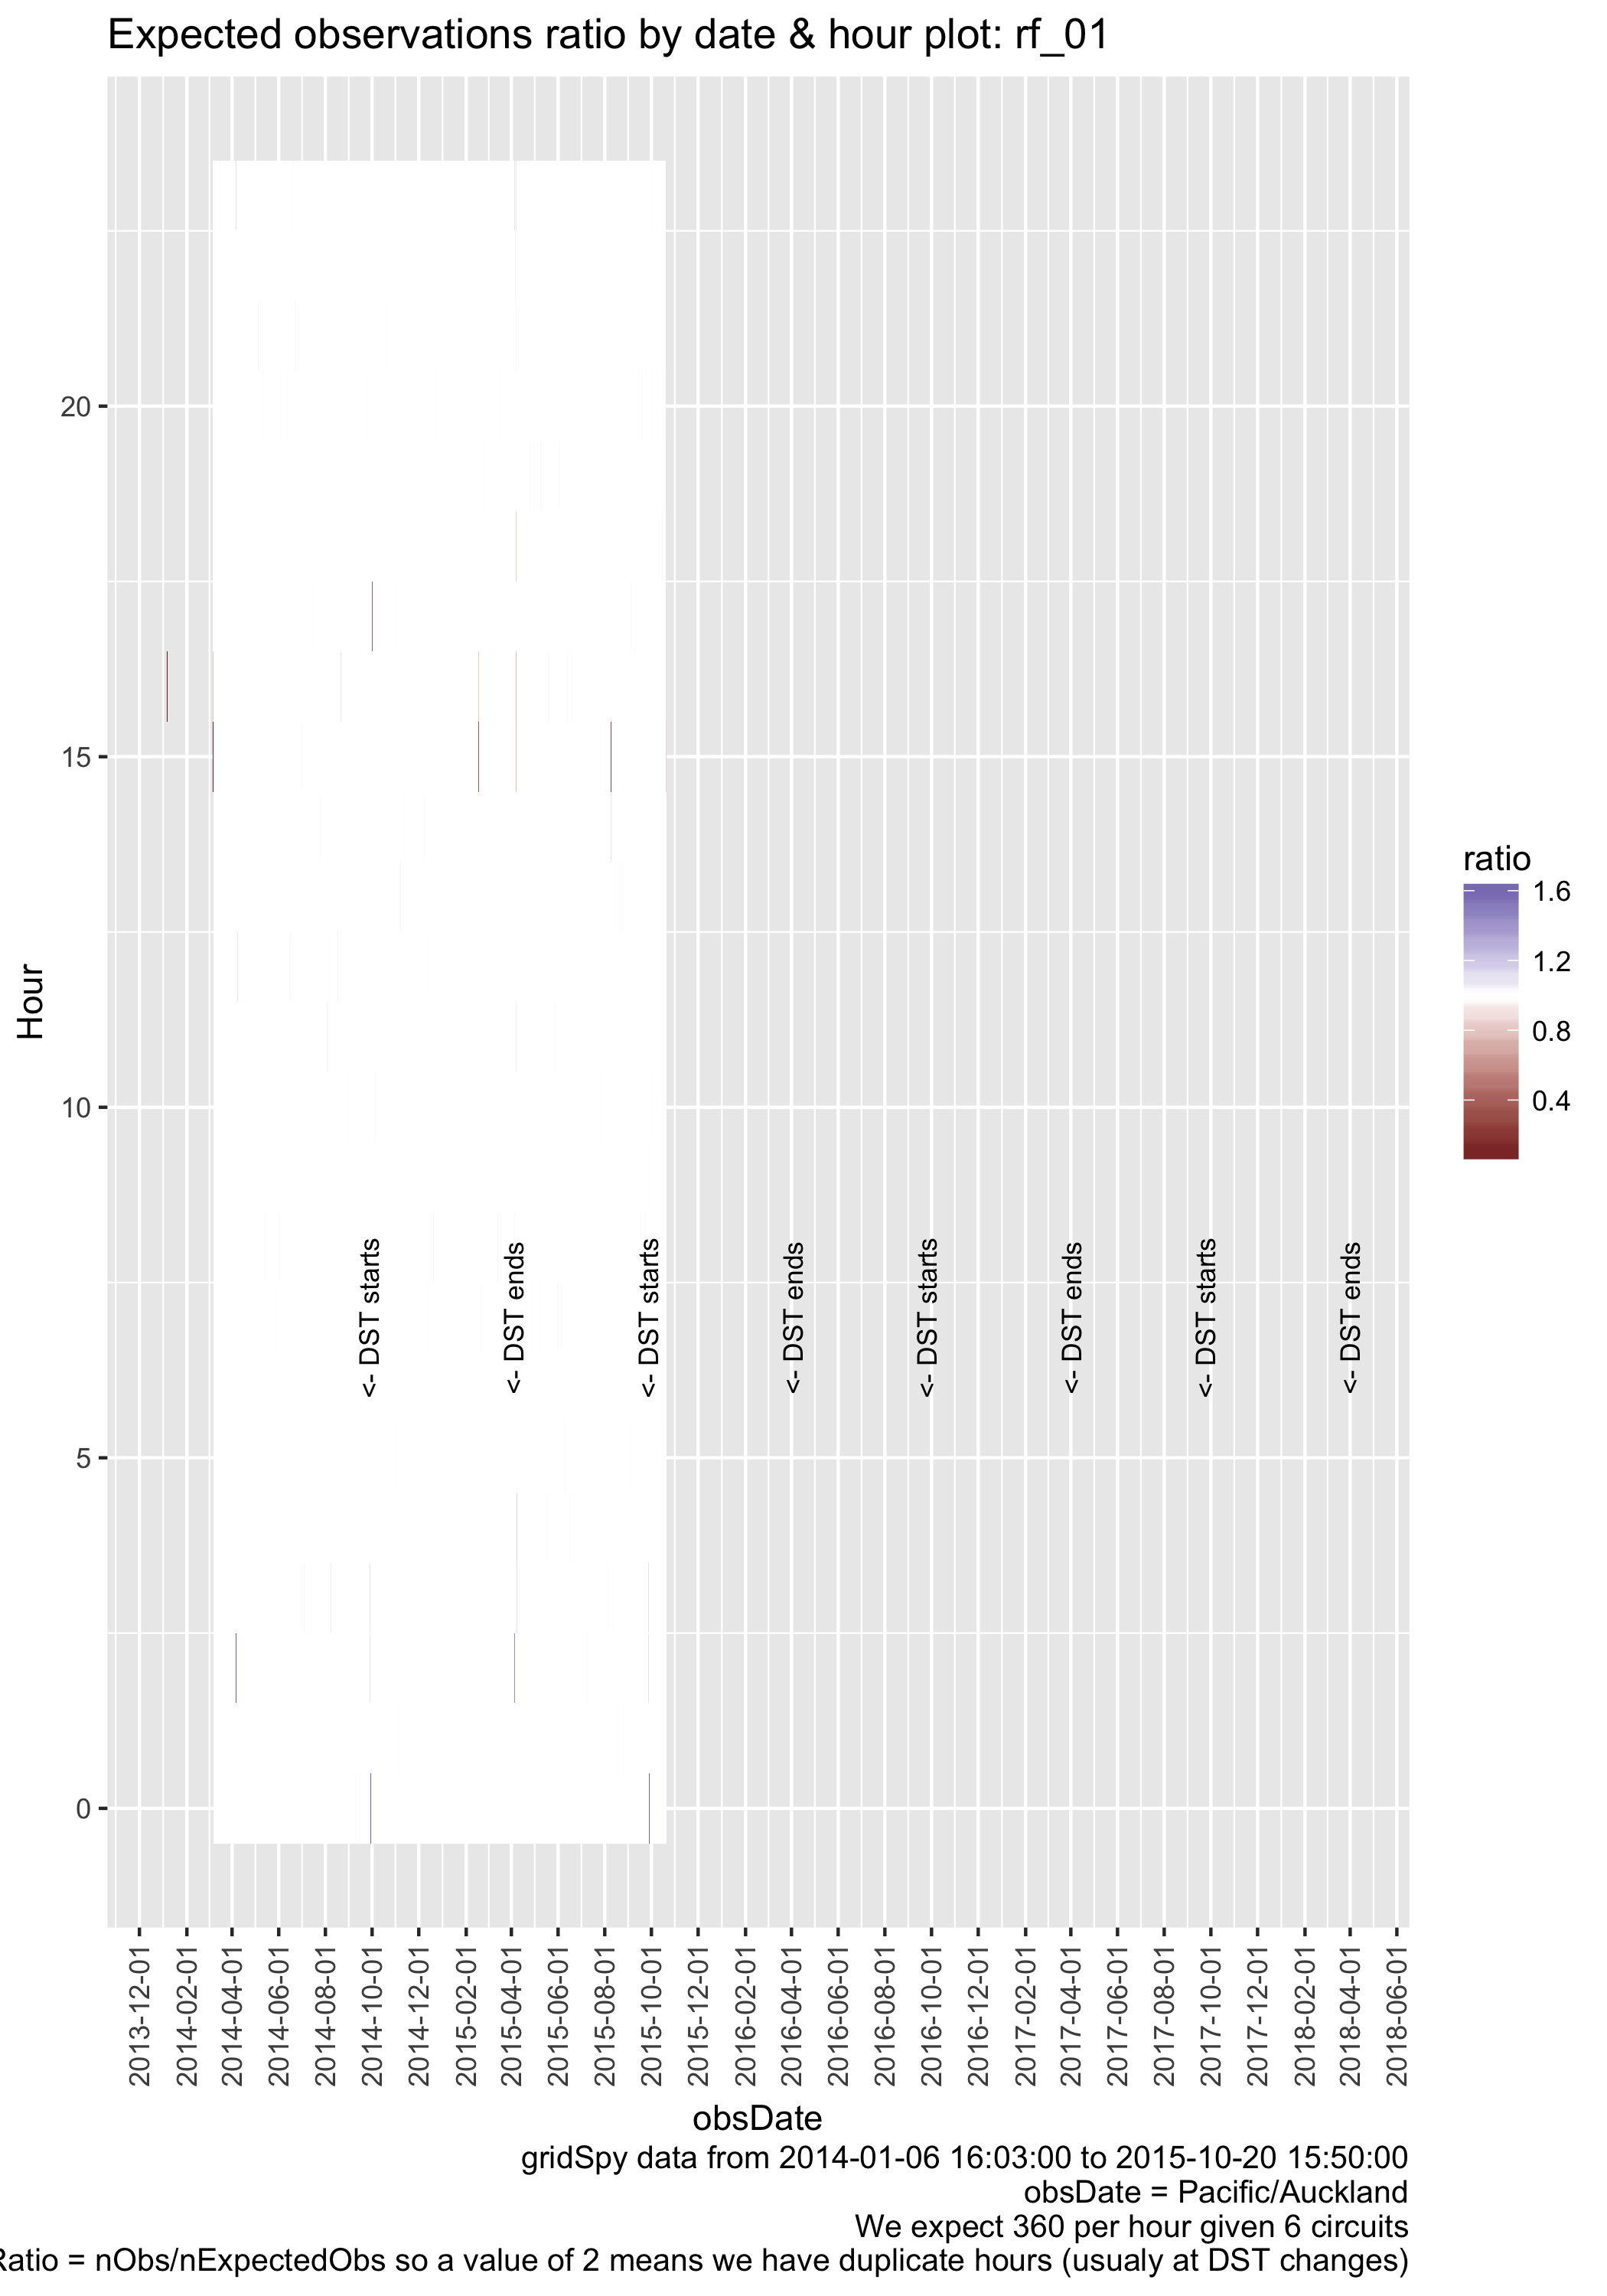 Expected observations ratio by date & hour plot: rf_01
20
15
10
5
0
Hour
<- DST starts
<- DST ends
<- DST starts
<- DST ends
<- DST starts
<- DST ends
<- DST starts
<- DST ends
ratio
1.6
1.2
0.8
0.4
2013-12-01
2014-02-01
2014-04-01
2014-06-01
2014-08-01
2014-10-01
2014-12-01
2015-02-01
2015-04-01
2015-06-01
2015-08-01
2015-10-01
2015-12-01
2016-02-01
2016-04-01
2016-06-01
2016-08-01
2016-10-01
2016-12-01
2017-02-01
2017-04-01
2017-06-01
2017-08-01
2017-10-01
2017-12-01
2018-02-01
2018-04-01
2018-06-01
obsDate
gridSpy data from 2014-01-06 16:03:00 to 2015-10-20 15:50:00
obsDate = Pacific/Auckland
We expect 360 per hour given 6 circuits
Ratio = nObs/nExpectedObs so a value of 2 means we have duplicate hours (usualy at DST changes)